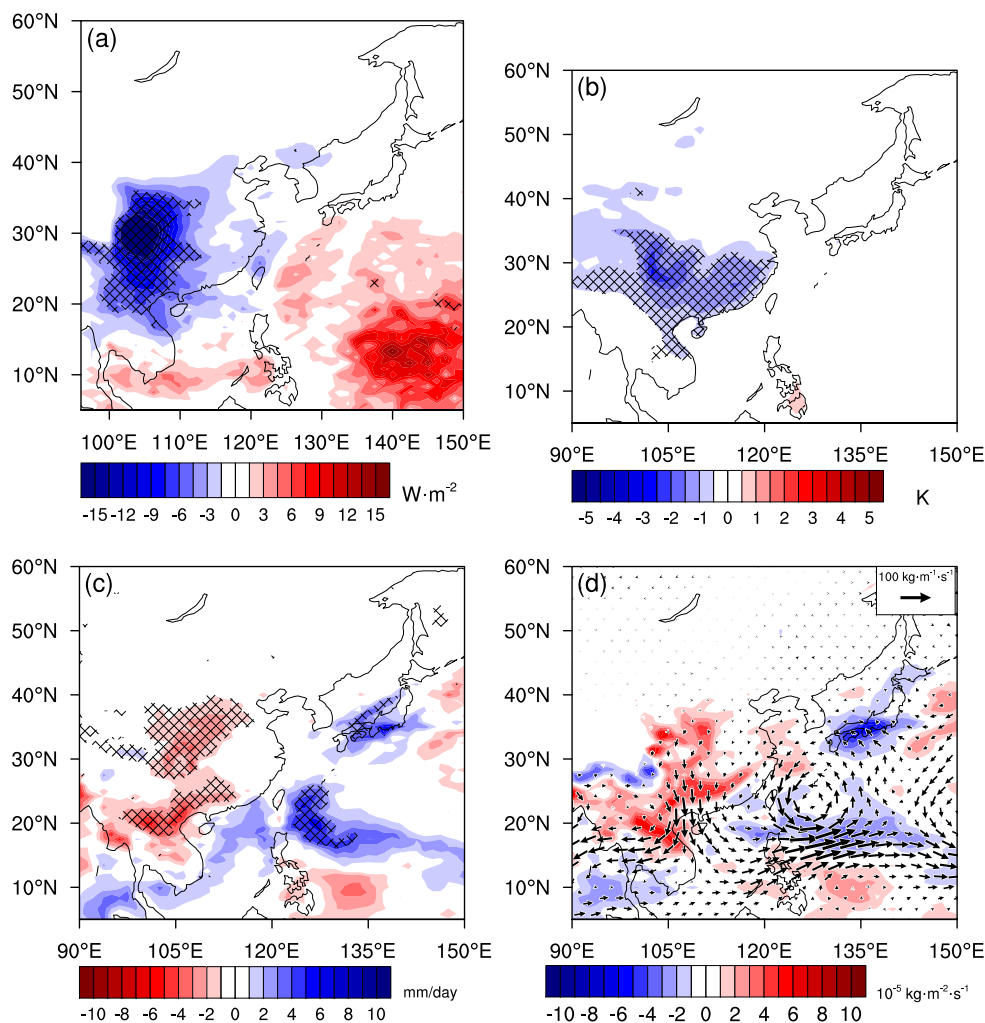 (a)
60°N
50°N
40°N
30°N
20°N
10°N
100°E 110°E 120°E 130°E 140°E 150°E
-15 -12 -9 -6 -3 0 3 6 9 12 15
W·m⁻²
(b)
60°N
50°N
40°N
30°N
20°N
10°N
90°E 105°E 120°E 135°E 150°E
-5 -4 -3 -2 -1 0 1 2 3 4 5
K
(c)
60°N
50°N
40°N
30°N
20°N
10°N
90°E 105°E 120°E 135°E 150°E
-10 -8 -6 -4 -2 0 2 4 6 8 10
mm/day
(d)
100 kg·m⁻¹·s⁻¹
60°N
50°N
40°N
30°N
20°N
10°N
90°E 105°E 120°E 135°E 150°E
-10 -8 -6 -4 -2 0 2 4 6 8 10
10⁻⁵ kg·m⁻²·s⁻¹